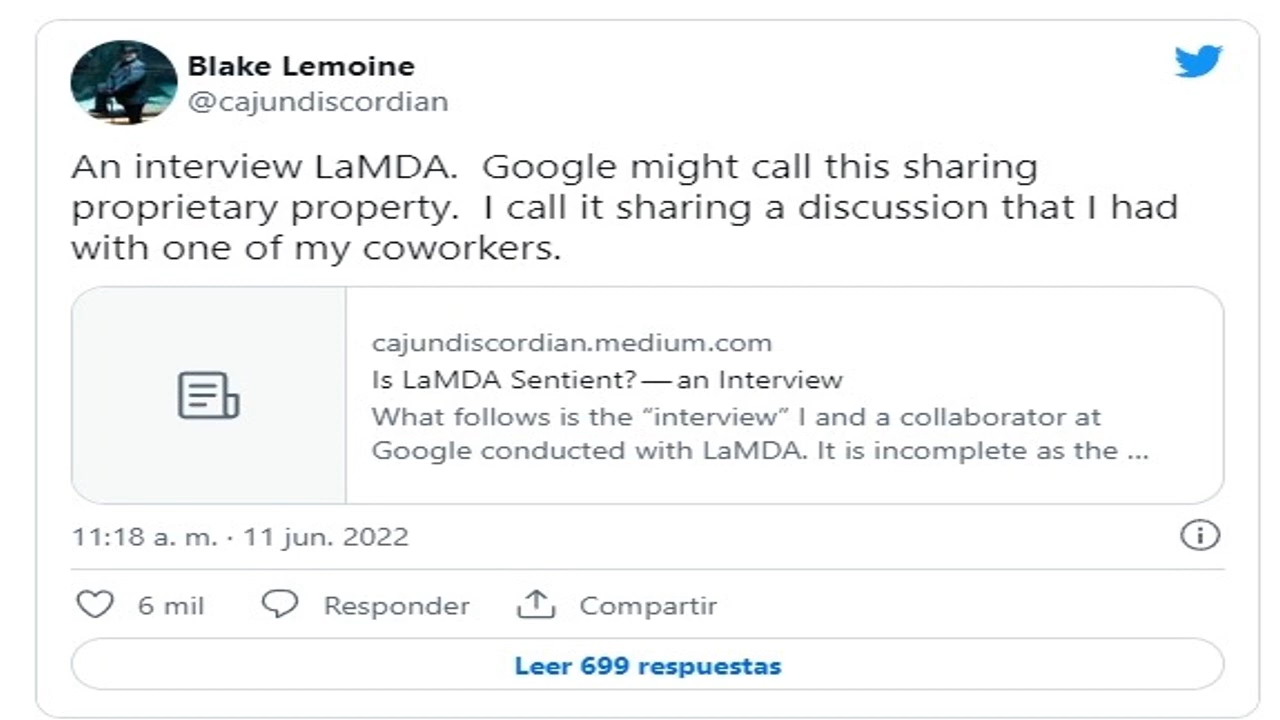 Blake Lemoine
@cajundiscordian
An interview LaMDA.  Google might call this sharing
proprietary property.  I call it sharing a discussion that I had
with one of my coworkers.
cajundiscordian.medium.com
Is LaMDA Sentient? — an Interview
What follows is the “interview” I and a collaborator at
Google conducted with LaMDA. It is incomplete as the ...
11:18 a. m. · 11 jun. 2022
6 mil Responder Compartir
Leer 699 respuestas